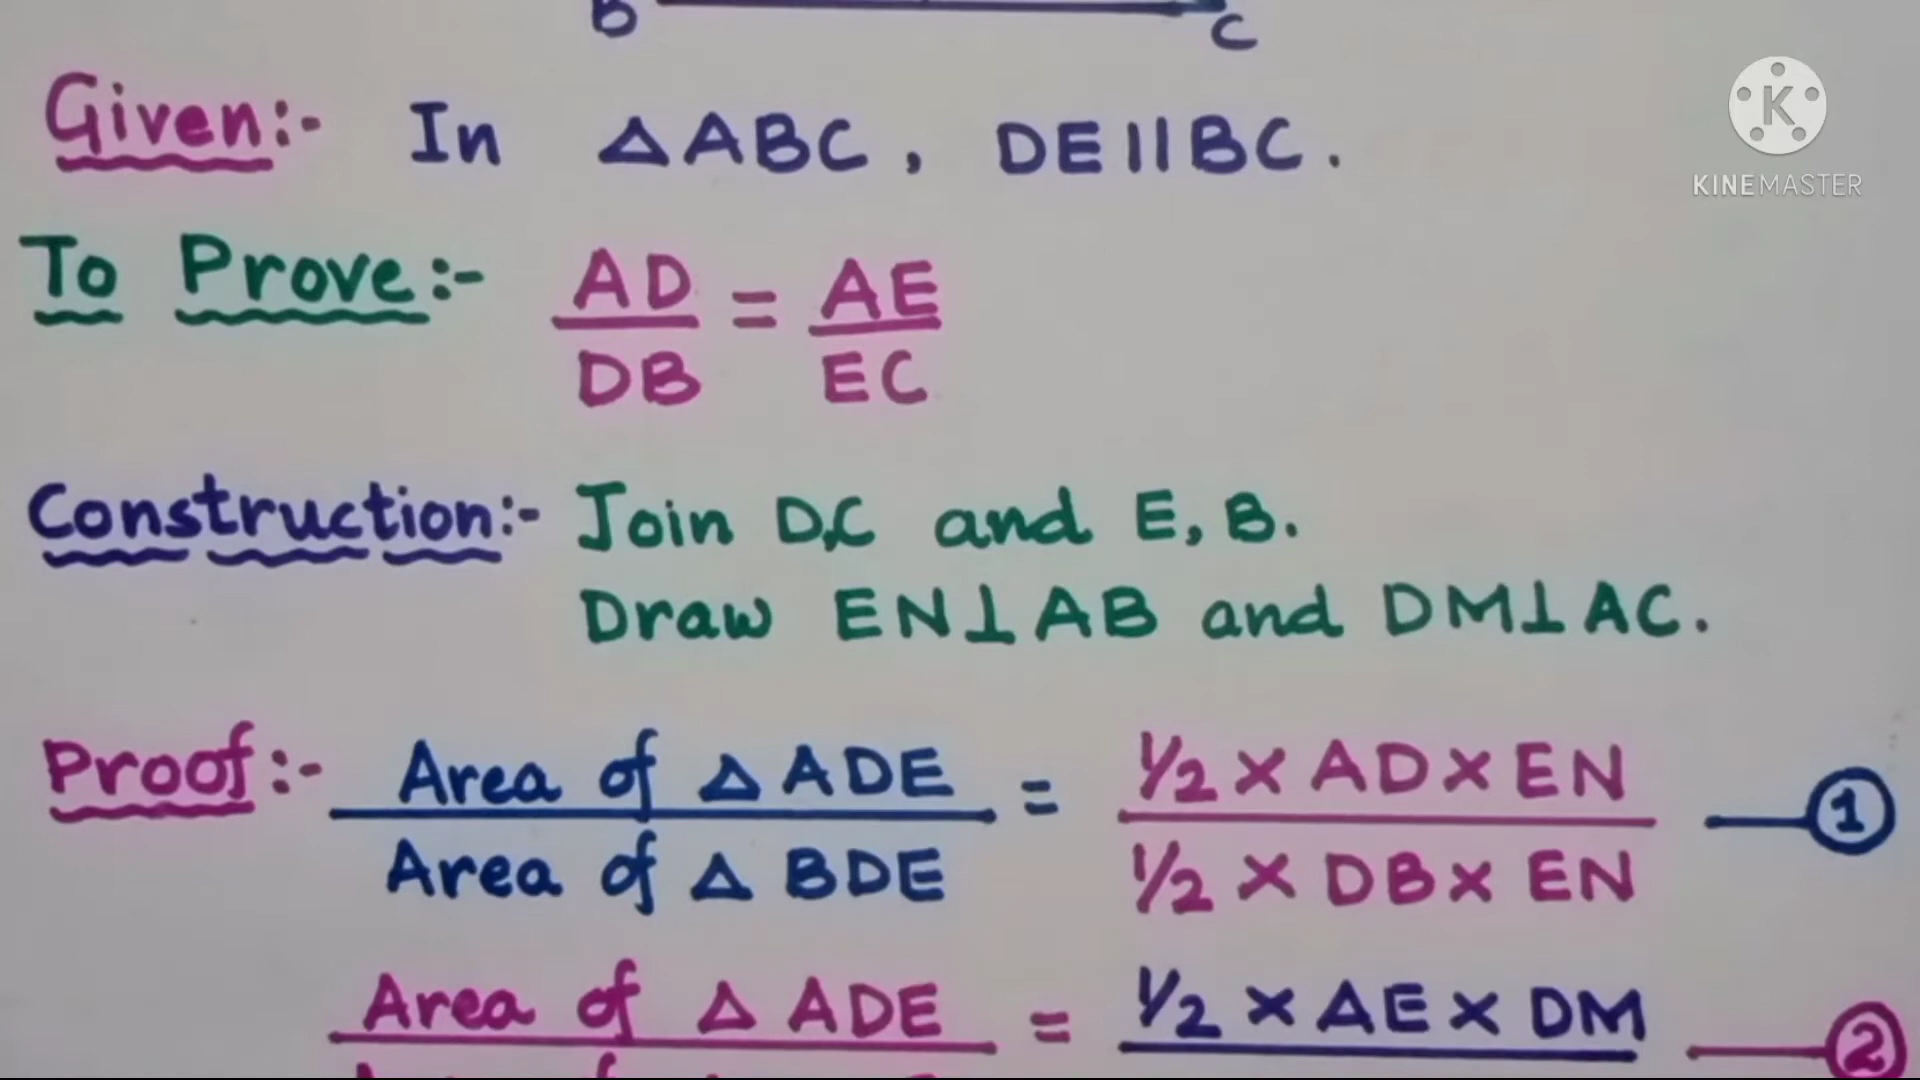 B C
Given:- In △ABC, DE||BC.
To Prove:- AD/DB = AE/EC
Construction:- Join D,C and E,B.
Draw EN⊥AB and DM⊥AC.
Proof:- Area of △ADE / Area of △BDE = 1/2 × AD × EN / 1/2 × DB × EN — 1
Area of △ADE = 1/2 × AE × DM — 2
K
KINEMASTER